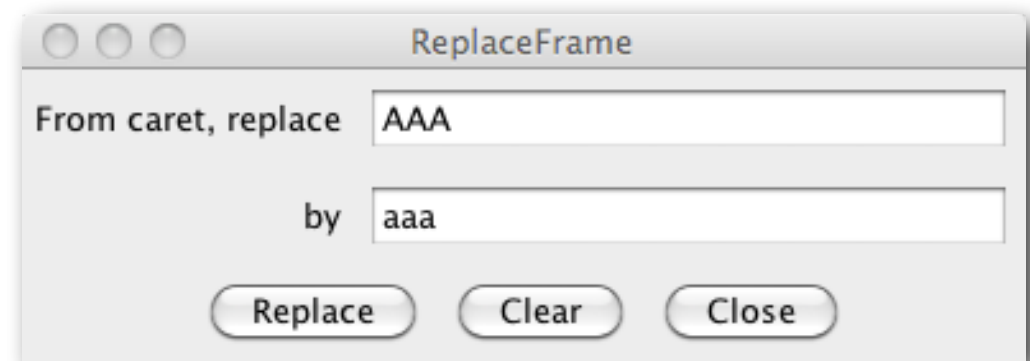 ReplaceFrame
From caret, replace AAA
by aaa
Replace Clear Close